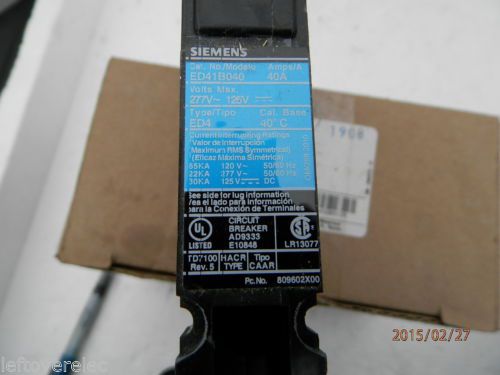 SIEMENS
Cat. No./Modelo Amps/A
ED41B040 40A
Volts Max.
277V~ 125V
Type/Tipo Cal. Base
ED4 40°C
Current Interrupting Ratings
Valor de Interrupción
(Maximum RMS Symmetrical)
(Eficaz Máxima Simétrica)
65KA 120 V~ 50/60 Hz
22KA 277 V~ 50/60 Hz
30KA 125 V DC
See side for lug information
Vea el lado para información
para la Conexión de Terminales
UL
LISTED
CIRCUIT
BREAKER
AD9333
E10848
LR13077
TD7100 HACR Tipo
Rev. 5 TYPE CAAR
Pc.No. 809602X00
1908
2015/02/27
leftoverelec